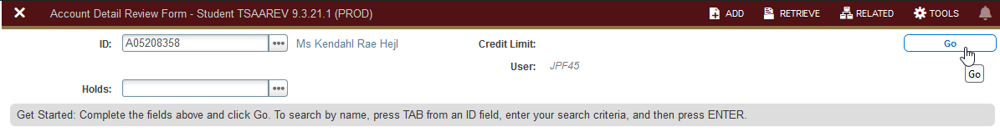 Account Detail Review Form - Student TSAAREV 9.3.21.1 (PROD) ADD RETRIEVE RELATED TOOLS
ID: A05208358 Ms Kendahl Rae Hejl Credit Limit: Go
User: JPF45
Go
Holds:
Get Started: Complete the fields above and click Go. To search by name, press TAB from an ID field, enter your search criteria, and then press ENTER.